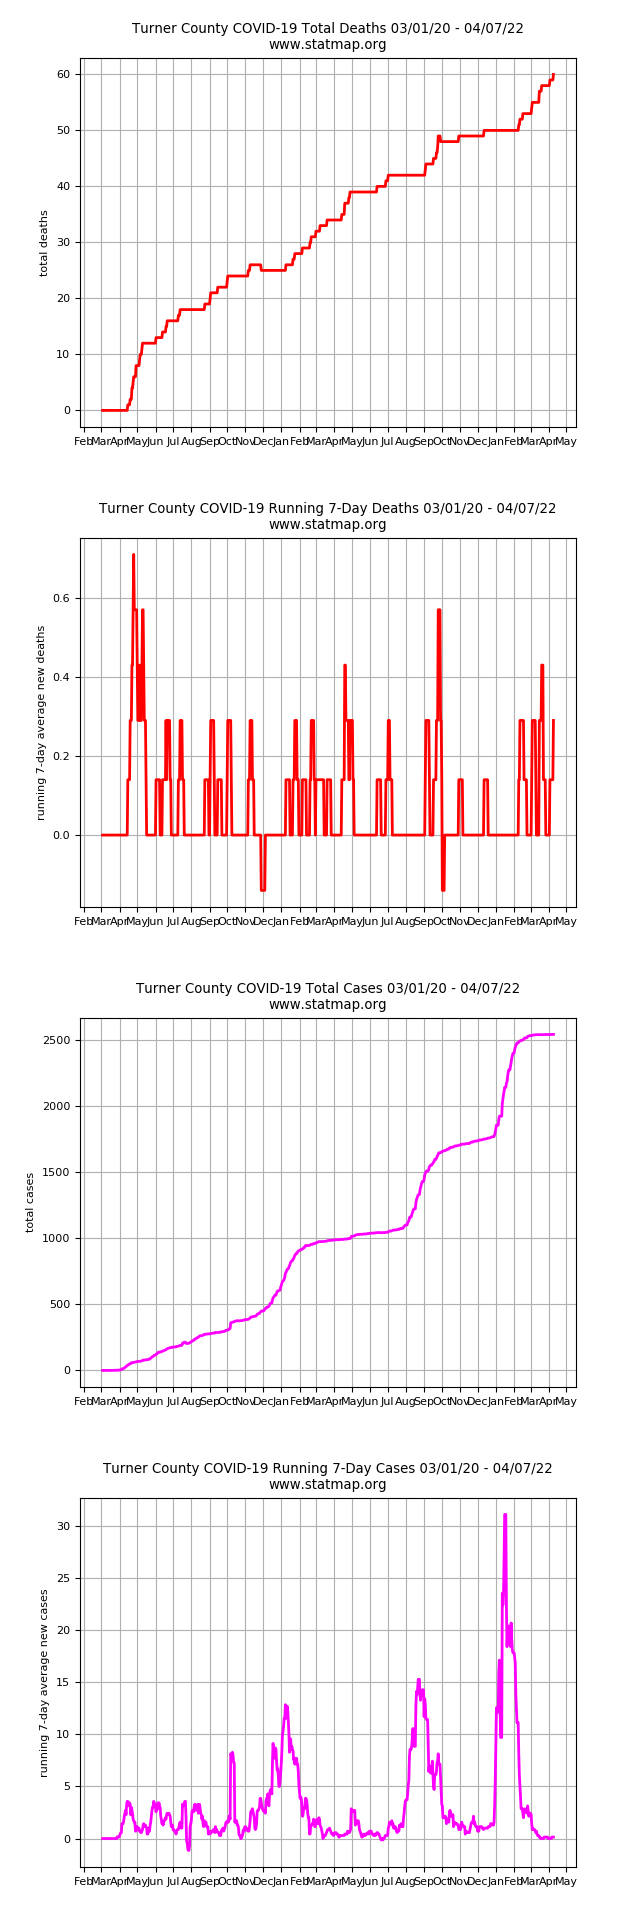 Turner County COVID-19 Total Deaths 03/01/20 - 04/07/22
www.statmap.org
60
50
40
30
20
10
0
total deaths
Feb Mar Apr May Jun Jul Aug Sep Oct Nov Dec Jan Feb Mar Apr May Jun Jul Aug Sep Oct Nov Dec Jan Feb Mar Apr May
Turner County COVID-19 Running 7-Day Deaths 03/01/20 - 04/07/22
www.statmap.org
0.6
0.4
0.2
0.0
running 7-day average new deaths
Feb Mar Apr May Jun Jul Aug Sep Oct Nov Dec Jan Feb Mar Apr May Jun Jul Aug Sep Oct Nov Dec Jan Feb Mar Apr May
Turner County COVID-19 Total Cases 03/01/20 - 04/07/22
www.statmap.org
2500
2000
1500
1000
500
0
total cases
Feb Mar Apr May Jun Jul Aug Sep Oct Nov Dec Jan Feb Mar Apr May Jun Jul Aug Sep Oct Nov Dec Jan Feb Mar Apr May
Turner County COVID-19 Running 7-Day Cases 03/01/20 - 04/07/22
www.statmap.org
30
25
20
15
10
5
0
running 7-day average new cases
Feb Mar Apr May Jun Jul Aug Sep Oct Nov Dec Jan Feb Mar Apr May Jun Jul Aug Sep Oct Nov Dec Jan Feb Mar Apr May